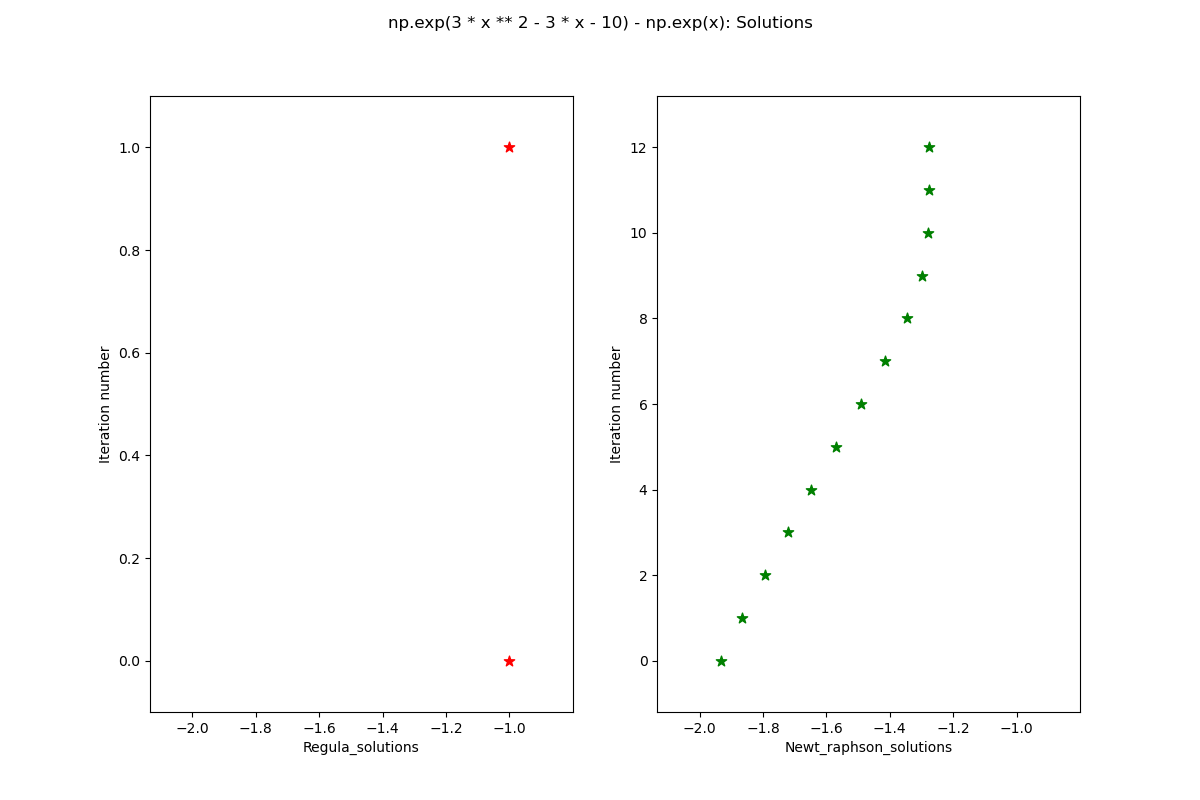 np.exp(3 * x ** 2 - 3 * x - 10) - np.exp(x): Solutions
1.0
0.8
0.6
0.4
0.2
0.0
Iteration number
−2.0 −1.8 −1.6 −1.4 −1.2 −1.0
Regula_solutions
12
10
8
6
4
2
0
Iteration number
−2.0 −1.8 −1.6 −1.4 −1.2 −1.0
Newt_raphson_solutions